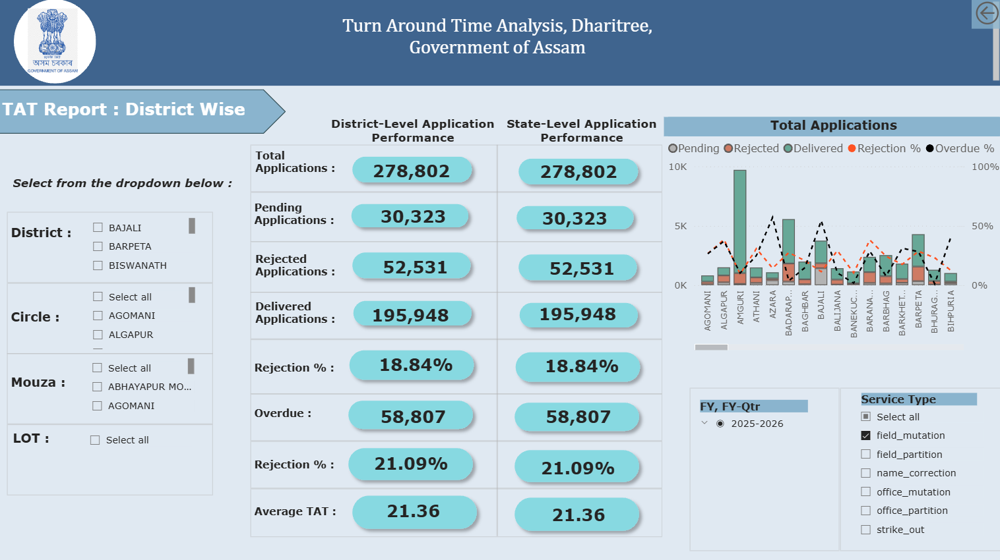 Turn Around Time Analysis, Dharitree,
Government of Assam
অসম চৰকাৰ
GOVERNMENT OF ASSAM
TAT Report : District Wise
Select from the dropdown below :
District :
BAJALI
BARPETA
BISWANATH
Circle :
Select all
AGOMANI
ALGAPUR
Mouza :
Select all
ABHAYAPUR MO...
AGOMANI
LOT :
Select all
District-Level Application
Performance
State-Level Application
Performance
Total
Applications :
278,802
278,802
Pending
Applications :
30,323
30,323
Rejected
Applications :
52,531
52,531
Delivered
Applications :
195,948
195,948
Rejection % :
18.84%
18.84%
Overdue :
58,807
58,807
Rejection % :
21.09%
21.09%
Average TAT :
21.36
21.36
Total Applications
Pending Rejected Delivered Rejection % Overdue %
10K
5K
0K
100%
50%
0%
AGOMANI
ALGAPUR
AMGURI
ATHANI
AZARA
BADARAP...
BAGHBAR
BAJALI
BALIJANA
BANEKUC...
BARANA...
BARBHAG
BARKHET...
BARPETA
BHURAG...
BIHPURIA
FY, FY-Qtr
2025-2026
Service Type
Select all
field_mutation
field_partition
name_correction
office_mutation
office_partition
strike_out